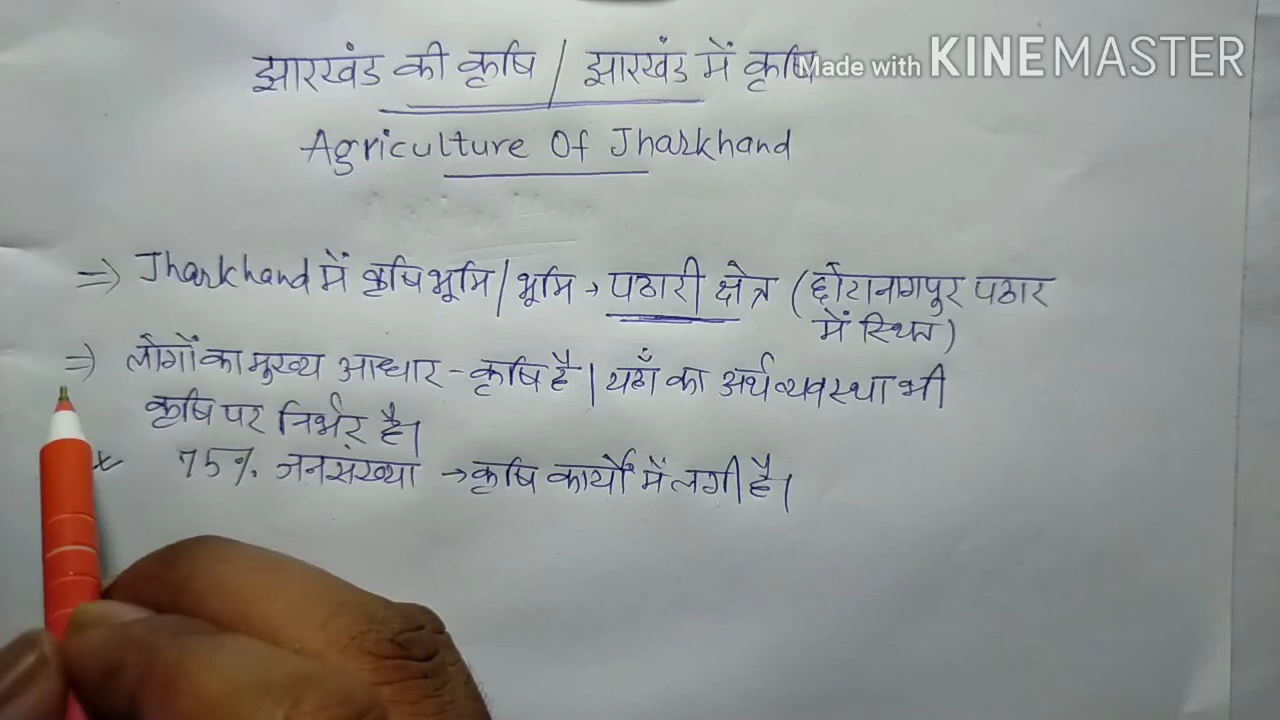 झारखंड की कृषि / झारखंड में कृषि
Made with KINEMASTER
Agriculture Of Jharkhand
=> Jharkhand में कृषि भूमि / भूमि → पठारी क्षेत्र (छोटानागपुर पठार
में स्थित)
=> लोगों का मुख्य आधार - कृषि है। यहाँ का अर्थव्यवस्था भी
कृषि पर निर्भर है।
* 75% जनसंख्या → कृषि कार्यों में लगी है।